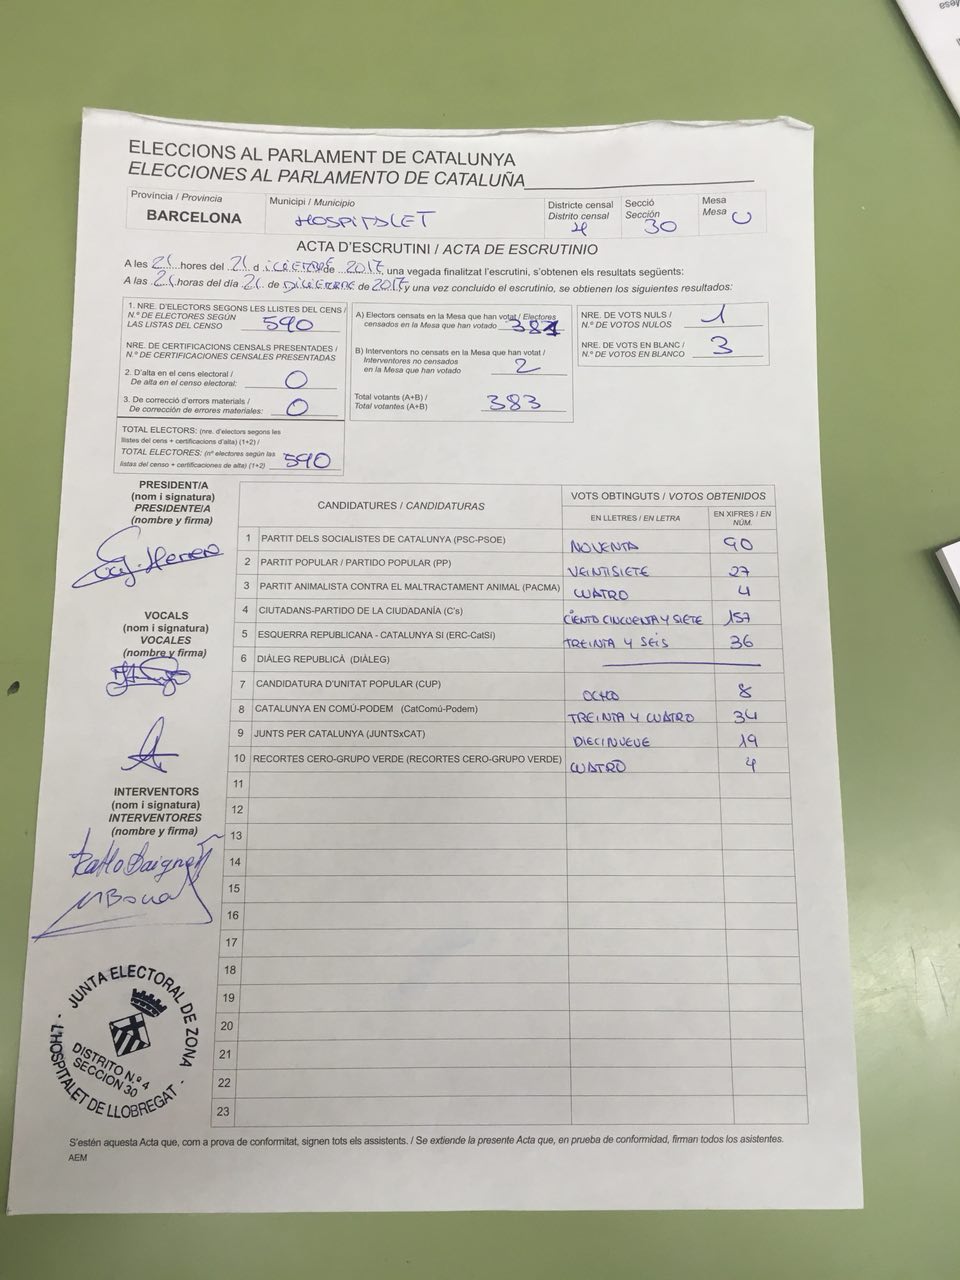 ELECCIONS AL PARLAMENT DE CATALUNYA
ELECCIONES AL PARLAMENTO DE CATALUÑA
Província / Provincia
BARCELONA
Municipi / Municipio
HOSPITALET
Districte censal
Distrito censal
4
Secció
Sección
30
Mesa
Mesa
U
ACTA D'ESCRUTINI / ACTA DE ESCRUTINIO
A les 21 hores del 21 d iCIEMBRE de 2017, una vegada finalitzat l'escrutini, s'obtenen els resultats següents:
A las 21 horas del día 21 de DICIEMBRE de 2017 y una vez concluido el escrutinio, se obtienen los siguientes resultados:
1. NRE. D'ELECTORS SEGONS LES LLISTES DEL CENS /
N.º DE ELECTORES SEGÚN
LAS LISTAS DEL CENSO 590
NRE. DE CERTIFICACIONS CENSALS PRESENTADES /
N.º DE CERTIFICACIONES CENSALES PRESENTADAS
2. D'alta en el cens electoral /
De alta en el censo electoral: 0
3. De correcció d'errors materials /
De corrección de errores materiales: 0
TOTAL ELECTORS: (nre. d'electors segons les
llistes del cens + certificacions d'alta) (1+2) /
TOTAL ELECTORES: (nº electores según las
listas del censo + certificaciones de alta) (1+2) 590
A) Electors censats en la Mesa que han votat / Electores
censados en la Mesa que han votado 381
B) Interventors no censats en la Mesa que han votat /
Interventores no censados
en la Mesa que han votado 2
Total votants (A+B) /
Total votantes (A+B) 383
NRE. DE VOTS NULS /
N.º DE VOTOS NULOS 1
NRE. DE VOTS EN BLANC /
N.º DE VOTOS EN BLANCO 3
PRESIDENT/A
(nom i signatura)
PRESIDENTE/A
(nombre y firma)
VOCALS
(nom i signatura)
VOCALES
(nombre y firma)
INTERVENTORS
(nom i signatura)
INTERVENTORES
(nombre y firma)
CANDIDATURES / CANDIDATURAS
VOTS OBTINGUTS / VOTOS OBTENIDOS
EN LLETRES / EN LETRA
EN XIFRES / EN NÚM.
1 PARTIT DELS SOCIALISTES DE CATALUNYA (PSC-PSOE) NOVENTA 90
2 PARTIT POPULAR / PARTIDO POPULAR (PP) VEINTISIETE 27
3 PARTIT ANIMALISTA CONTRA EL MALTRACTAMENT ANIMAL (PACMA) CUATRO 4
4 CIUTADANS-PARTIDO DE LA CIUDADANÍA (C's) CIENTO CINCUENTA Y SIETE 157
5 ESQUERRA REPUBLICANA - CATALUNYA SÍ (ERC-CatSí) TREINTA Y SEIS 36
6 DIÀLEG REPUBLICÀ (DIÀLEG)
7 CANDIDATURA D'UNITAT POPULAR (CUP) OCHO 8
8 CATALUNYA EN COMÚ-PODEM (CatComú-Podem) TREINTA Y CUATRO 34
9 JUNTS PER CATALUNYA (JUNTSxCAT) DIECINUEVE 19
10 RECORTES CERO-GRUPO VERDE (RECORTES CERO-GRUPO VERDE) CUATRO 4
11
12
13
14
15
16
17
18
19
20
21
22
23
JUNTA ELECTORAL DE ZONA
DISTRITO N.º 4
SECCION 30
L'HOSPITALET DE LLOBREGAT
S'estén aquesta Acta que, com a prova de conformitat, signen tots els assistents. / Se extiende la presente Acta que, en prueba de conformidad, firman todos los asistentes.
AEM